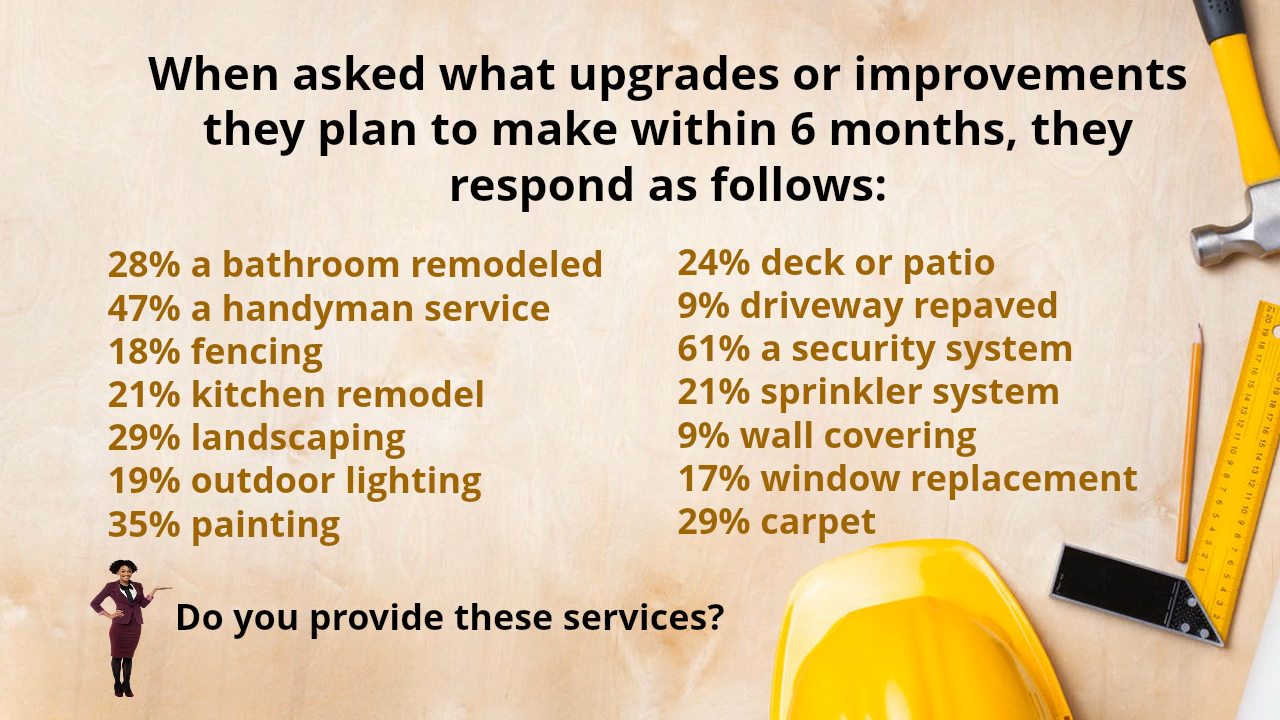 When asked what upgrades or improvements
they plan to make within 6 months, they
respond as follows:
28% a bathroom remodeled
47% a handyman service
18% fencing
21% kitchen remodel
29% landscaping
19% outdoor lighting
35% painting
24% deck or patio
9% driveway repaved
61% a security system
21% sprinkler system
9% wall covering
17% window replacement
29% carpet
Do you provide these services?